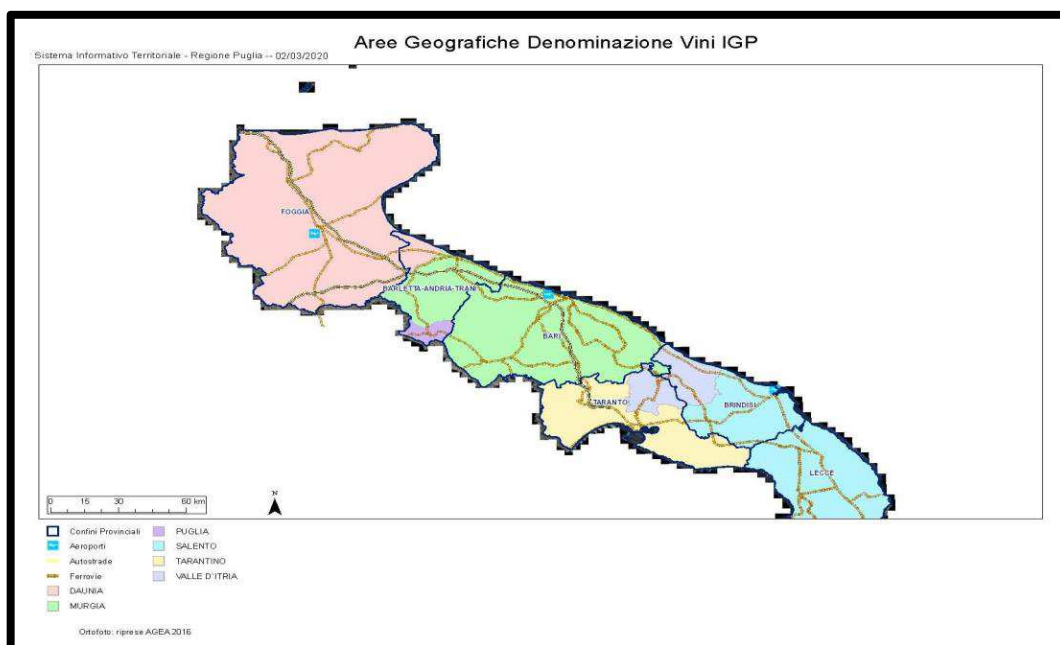 Aree Geografiche Denominazione Vini IGP
Sistema Informativo Territoriale - Regione Puglia -- 02/03/2020
FOGGIA
BARLETTA-ANDRIA-TRANI
BARI
TARANTO
BRINDISI
LECCE
0 15 30 60 km
N
Confini Provinciali
Aeroporti
Autostrade
Ferrovie
DAUNIA
MURGIA
PUGLIA
SALENTO
TARANTINO
VALLE D'ITRIA
Ortofoto: riprese AGEA 2016